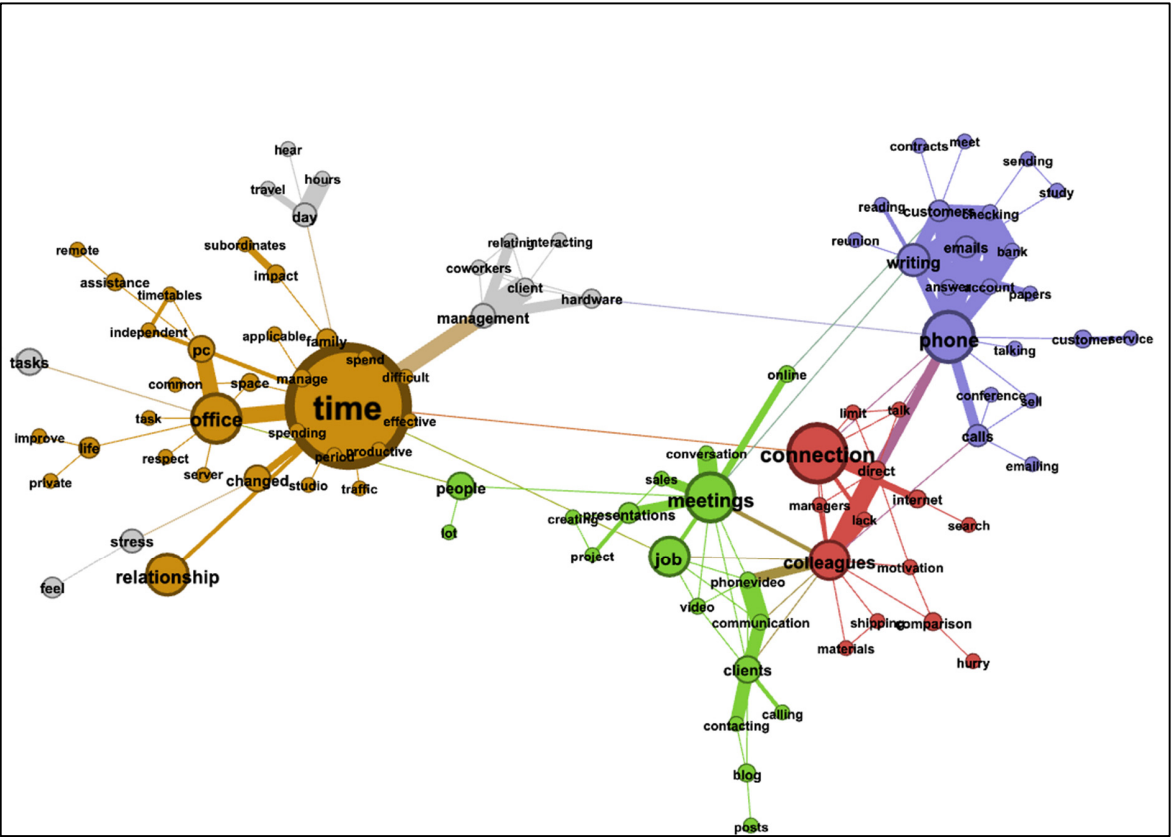 hear
hours
travel
day
subordinates
impact
remote
assistance
timetables
independent
pc
applicable
family
spend
difficult
manage
tasks
common
space
time
office
effective
task
spending
productive
period
improve
life
respect
private
server
changed
studio
traffic
stress
relationship
feel
relating
interacting
coworkers
client
hardware
management
people
lot
online
conversation
sales
meetings
creating
presentations
project
job
phonevideo
video
communication
clients
calling
contacting
blog
posts
limit
talk
connection
direct
managers
internet
lack
search
colleagues
motivation
shipping
comparison
materials
hurry
contracts
meet
sending
study
reading
customers
checking
reunion
emails
bank
writing
answer
account
papers
phone
talking
customer
service
conference
sell
calls
emailing